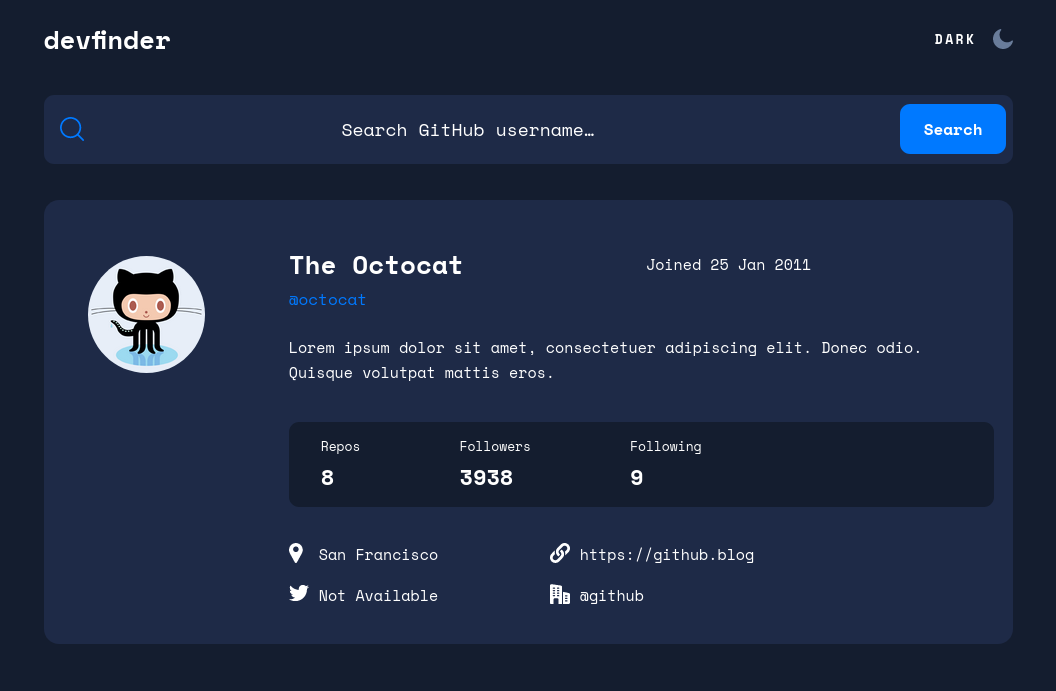 devfinder
DARK
Search GitHub username…
Search
The Octocat
Joined 25 Jan 2011
@octocat
Lorem ipsum dolor sit amet, consectetuer adipiscing elit. Donec odio.
Quisque volutpat mattis eros.
Repos
Followers
Following
8
3938
9
San Francisco
https://github.blog
Not Available
@github